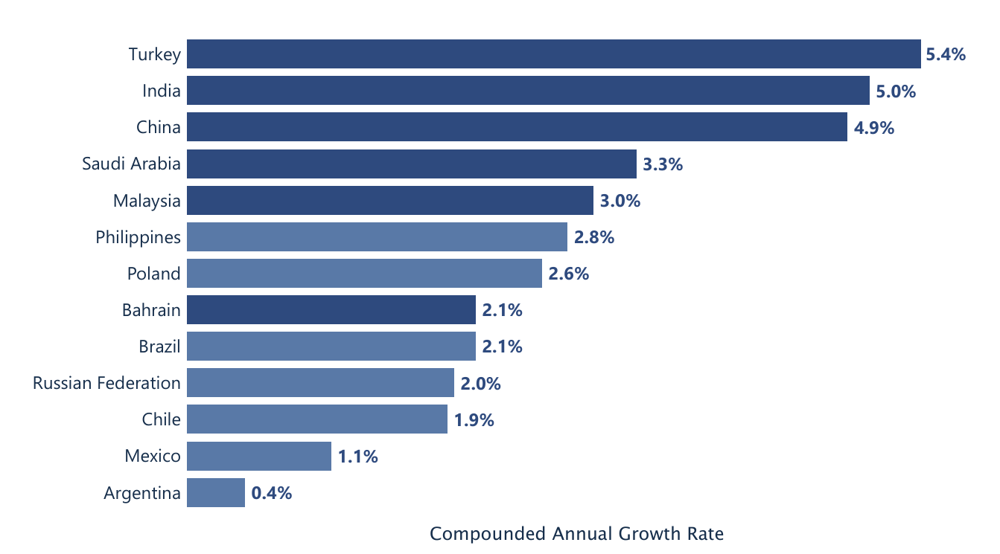 Turkey 5.4%
India 5.0%
China 4.9%
Saudi Arabia 3.3%
Malaysia 3.0%
Philippines 2.8%
Poland 2.6%
Bahrain 2.1%
Brazil 2.1%
Russian Federation 2.0%
Chile 1.9%
Mexico 1.1%
Argentina 0.4%
Compounded Annual Growth Rate